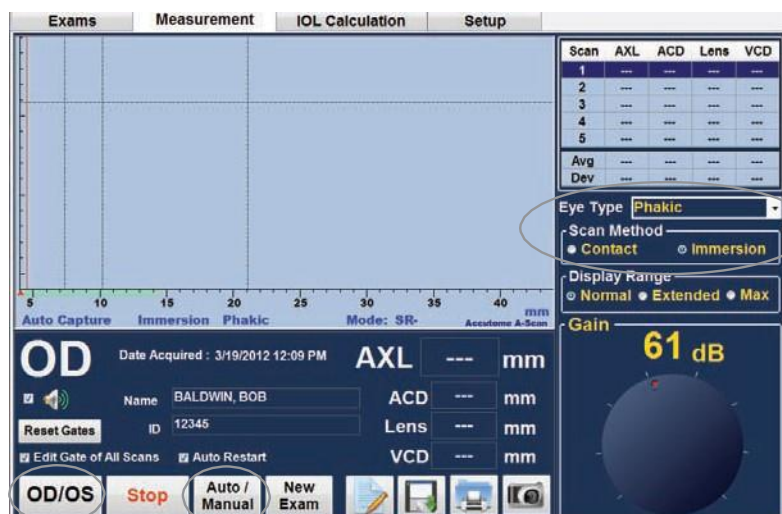 Exams Measurement IOL Calculation Setup
Scan AXL ACD Lens VCD
1 --- --- --- ---
2 --- --- --- ---
3 --- --- --- ---
4 --- --- --- ---
5 --- --- --- ---
Avg --- --- --- ---
Dev --- --- --- ---
Eye Type Phakic
Scan Method
Contact Immersion
Display Range
Normal Extended Max
Gain
61 dB
5 10 15 20 25 30 35 40 mm
Auto Capture Immersion Phakic Mode: SR- Accutome A-Scan
OD Date Acquired : 3/19/2012 12:09 PM AXL --- mm
Name BALDWIN, BOB ACD --- mm
Reset Gates ID 12345 Lens --- mm
Edit Gate of All Scans Auto Restart VCD --- mm
OD/OS Stop Auto / Manual New Exam